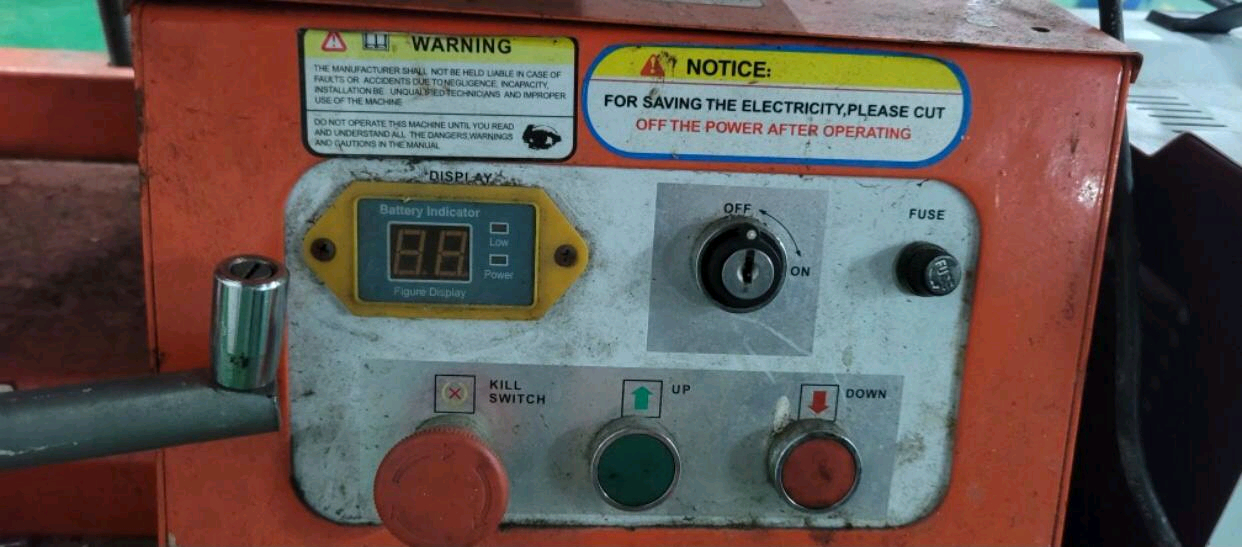 WARNING
THE MANUFACTURER SHALL NOT BE HELD LIABLE IN CASE OF
FAULTS OR ACCIDENTS DUE TO NEGLIGENCE, INCAPACITY,
INSTALLATION BE UNQUALIFIED TECHNICIANS AND IMPROPER
USE OF THE MACHINE
DO NOT OPERATE THIS MACHINE UNTIL YOU READ
AND UNDERSTAND ALL THE DANGERS, WARNINGS
AND CAUTIONS IN THE MANUAL
NOTICE:
FOR SAVING THE ELECTRICITY,PLEASE CUT
OFF THE POWER AFTER OPERATING
DISPLAY
Battery Indicator
Low
Power
Figure Display
OFF
ON
FUSE
FUSE
KILL
SWITCH
UP
DOWN